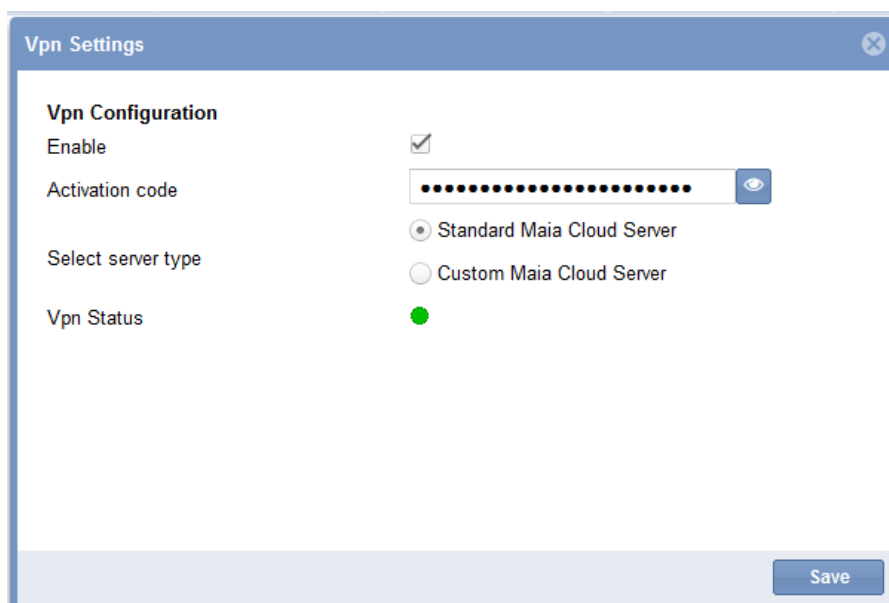 Vpn Settings
Vpn Configuration
Enable
Activation code
●●●●●●●●●●●●●●●●●●●●●●●
Select server type
Standard Maia Cloud Server
Custom Maia Cloud Server
Vpn Status
Save